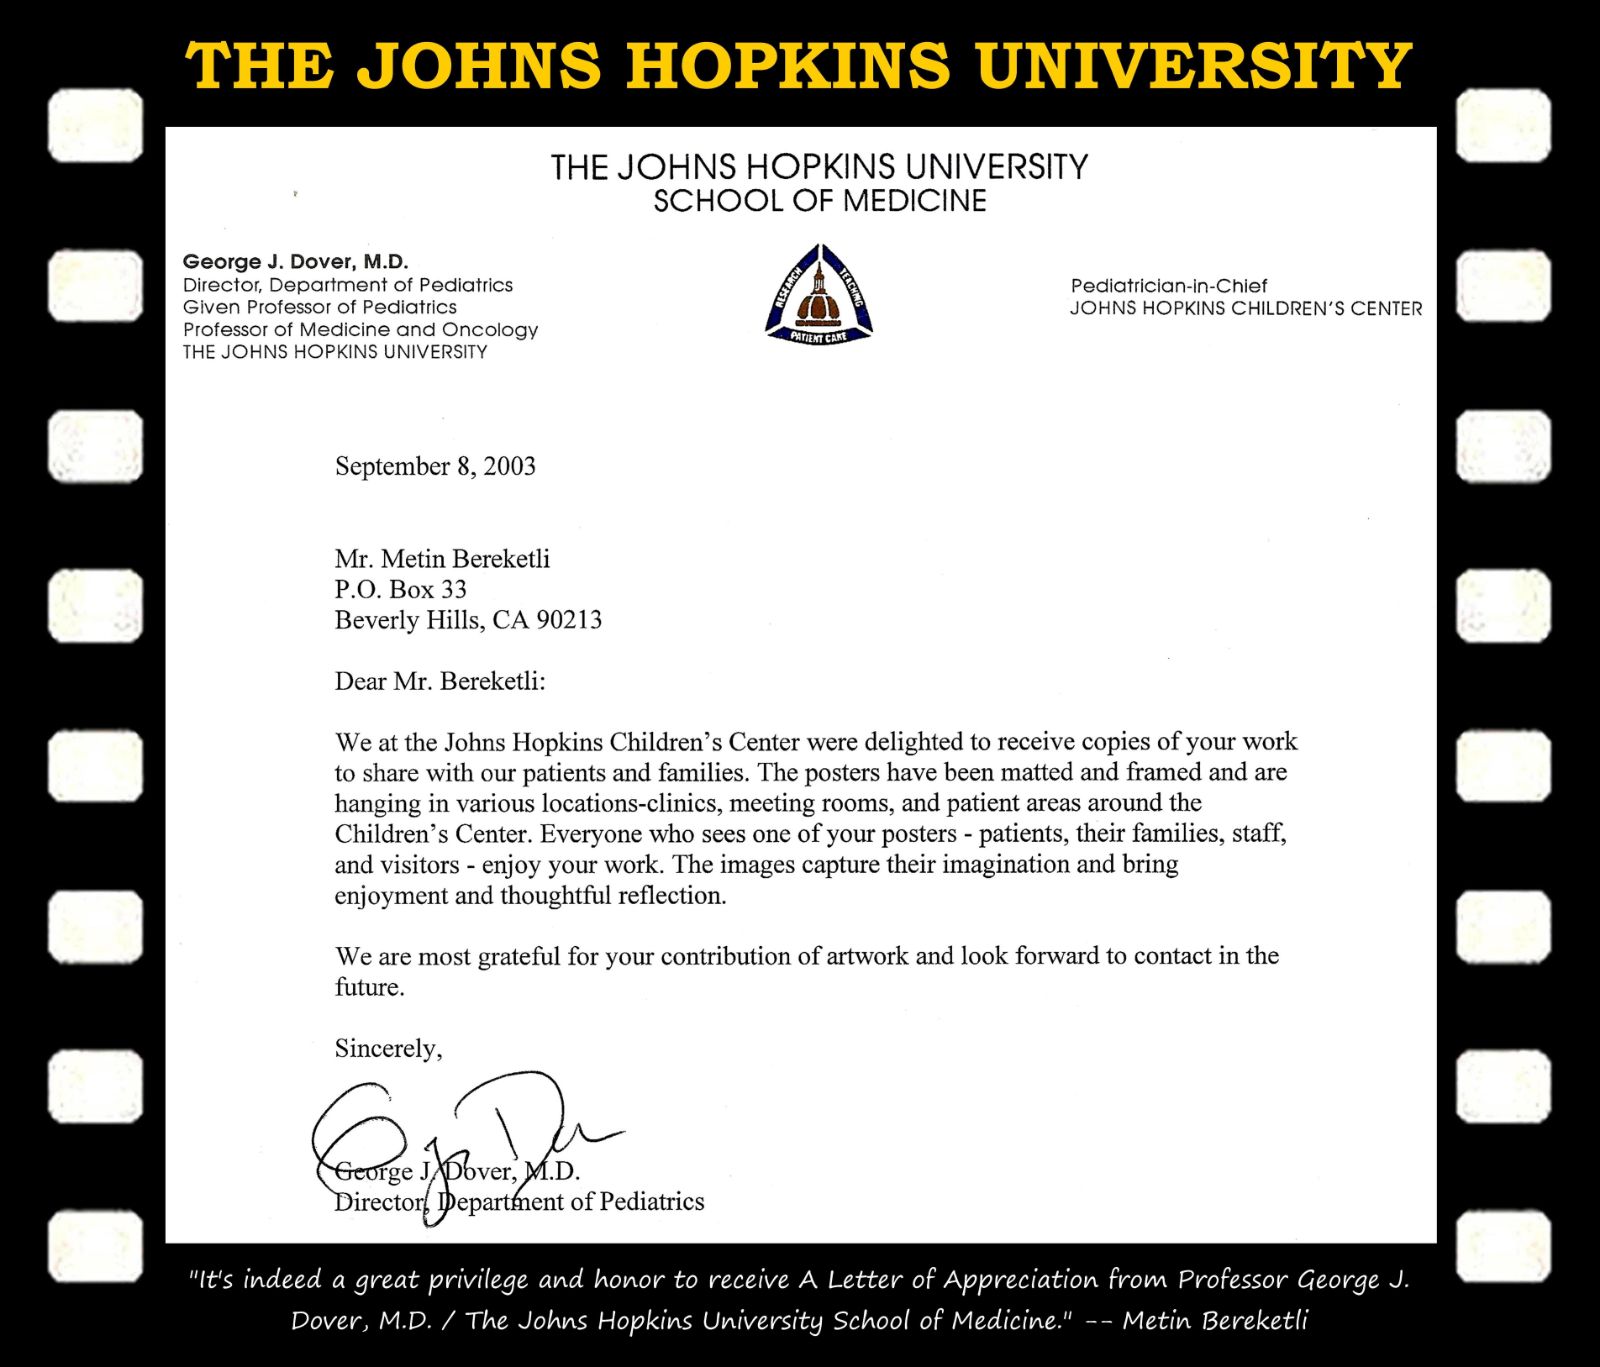 THE JOHNS HOPKINS UNIVERSITY
THE JOHNS HOPKINS UNIVERSITY
SCHOOL OF MEDICINE
George J. Dover, M.D.
Director, Department of Pediatrics
Given Professor of Pediatrics
Professor of Medicine and Oncology
THE JOHNS HOPKINS UNIVERSITY
RESEARCH
TEACHING
PATIENT CARE
Pediatrician-in-Chief
JOHNS HOPKINS CHILDREN'S CENTER
September 8, 2003
Mr. Metin Bereketli
P.O. Box 33
Beverly Hills, CA 90213
Dear Mr. Bereketli:
We at the Johns Hopkins Children's Center were delighted to receive copies of your work
to share with our patients and families. The posters have been matted and framed and are
hanging in various locations-clinics, meeting rooms, and patient areas around the
Children's Center. Everyone who sees one of your posters - patients, their families, staff,
and visitors - enjoy your work. The images capture their imagination and bring
enjoyment and thoughtful reflection.
We are most grateful for your contribution of artwork and look forward to contact in the
future.
Sincerely,
George J. Dover, M.D.
Director, Department of Pediatrics
"It's indeed a great privilege and honor to receive A Letter of Appreciation from Professor George J.
Dover, M.D. / The Johns Hopkins University School of Medicine." -- Metin Bereketli